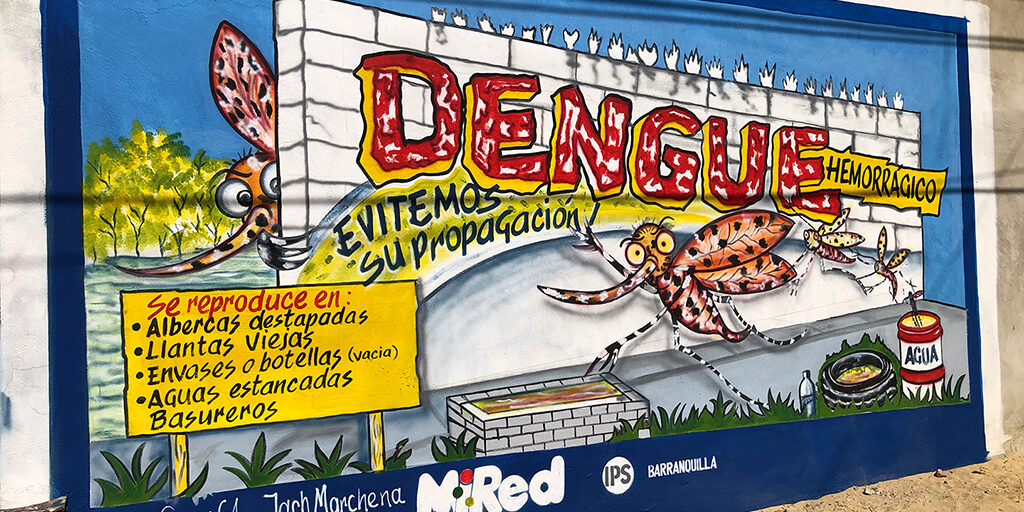 DENGUE
HEMORRÁGICO
EVITEMOS
SU PROPAGACIÓN
Se reproduce en:
• Albercas destapadas
• Llantas Viejas
• Envases o botellas (vacia)
• Aguas estancadas
Basureros
AGUA
Jach Marchena
MiRed
IPS
BARRANQUILLA